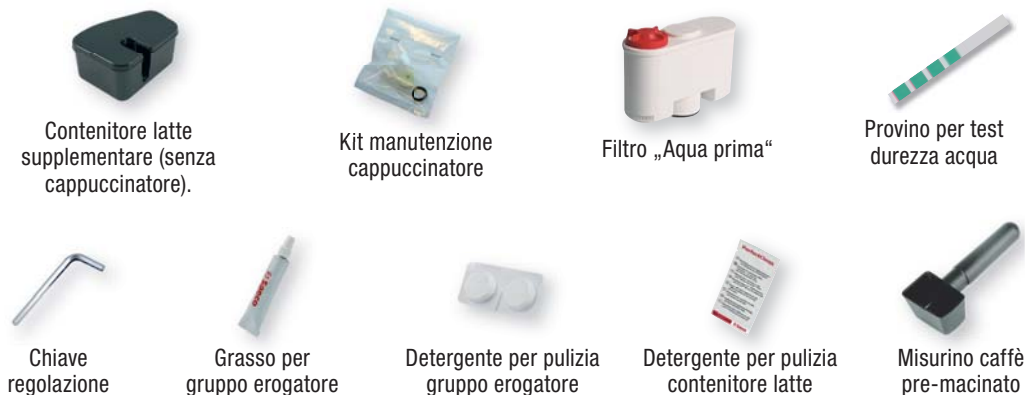 Contenitore latte
supplementare (senza
cappuccinatore).
Kit manutenzione
cappuccinatore
Filtro „Aqua prima“
Provino per test
durezza acqua
Chiave
regolazione
Grasso per
gruppo erogatore
Saeco
Detergente per pulizia
gruppo erogatore
Detergente per pulizia
contenitore latte
Misurino caffè
pre-macinato